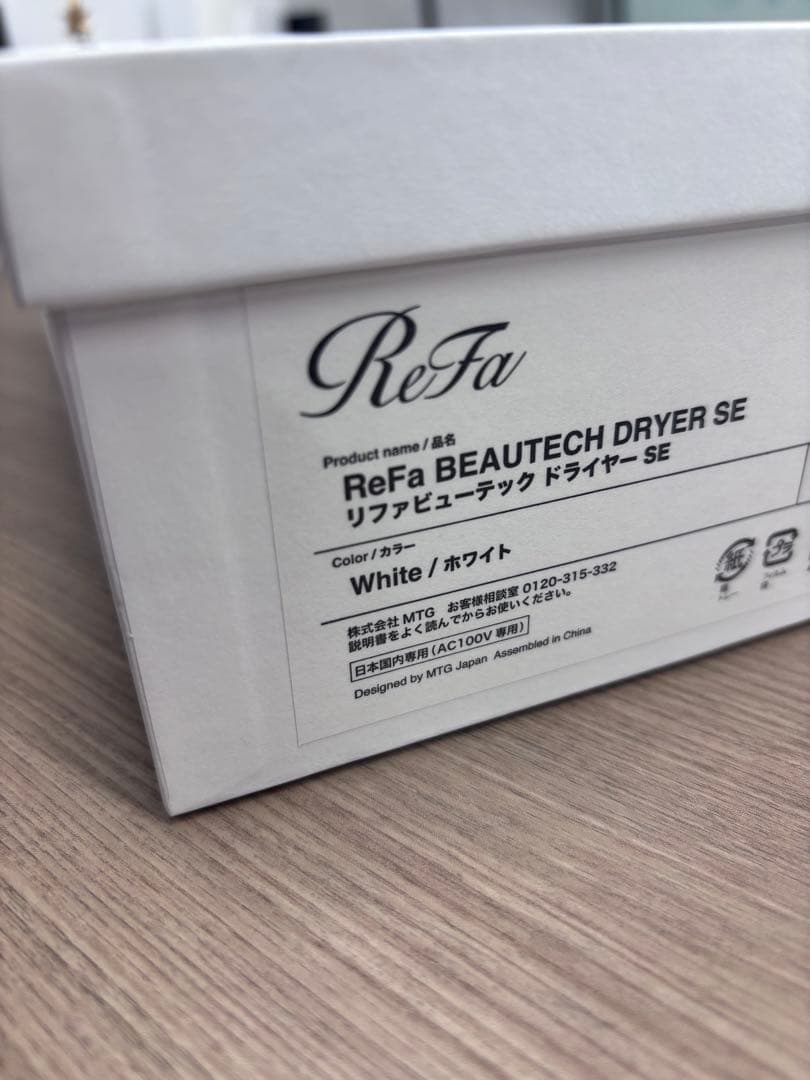 ReFa
Product name / 品名
ReFa BEAUTECH DRYER SE
リファビューテック ドライヤー SE
Color / カラー
White / ホワイト
株式会社 MTG お客様相談室 0120-315-332
説明書をよく読んでからお使いください。
日本国内専用 (AC100V 専用)
Designed by MTG Japan Assembled in China
紙
プラ